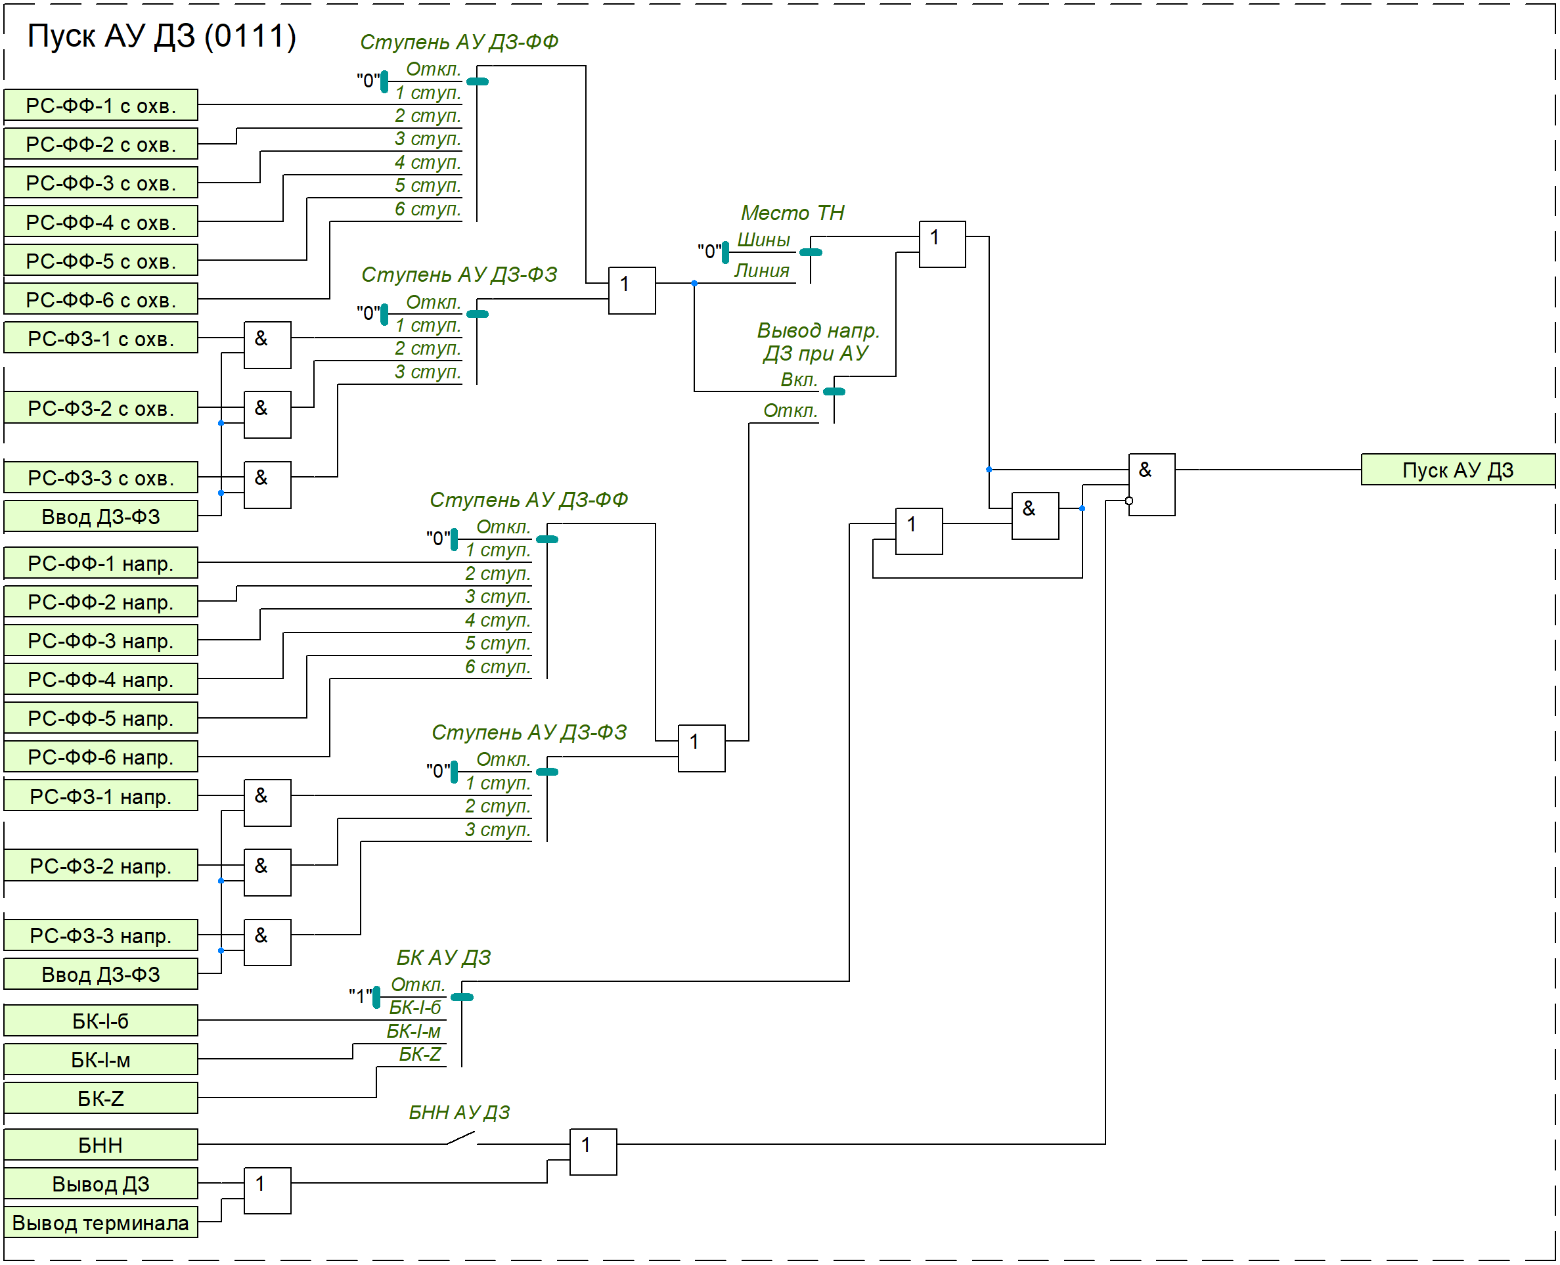 Пуск АУ ДЗ (0111)
Ступень АУ ДЗ-ФФ
"0"
Откл.
1 ступ.
2 ступ.
3 ступ.
4 ступ.
5 ступ.
6 ступ.
РС-ФФ-1 с охв.
РС-ФФ-2 с охв.
РС-ФФ-3 с охв.
РС-ФФ-4 с охв.
РС-ФФ-5 с охв.
РС-ФФ-6 с охв.
Ступень АУ ДЗ-ФЗ
"0"
Откл.
1 ступ.
2 ступ.
3 ступ.
РС-ФЗ-1 с охв.
&
РС-ФЗ-2 с охв.
&
РС-ФЗ-3 с охв.
&
Ввод ДЗ-ФЗ
1
Место ТН
"0"
Шины
Линия
1
Вывод напр.
ДЗ при АУ
Вкл.
Откл.
&
Пуск АУ ДЗ
&
1
Ступень АУ ДЗ-ФФ
"0"
Откл.
1 ступ.
2 ступ.
3 ступ.
4 ступ.
5 ступ.
6 ступ.
РС-ФФ-1 напр.
РС-ФФ-2 напр.
РС-ФФ-3 напр.
РС-ФФ-4 напр.
РС-ФФ-5 напр.
РС-ФФ-6 напр.
Ступень АУ ДЗ-ФЗ
"0"
Откл.
1 ступ.
2 ступ.
3 ступ.
1
РС-ФЗ-1 напр.
&
РС-ФЗ-2 напр.
&
РС-ФЗ-3 напр.
&
Ввод ДЗ-ФЗ
БК АУ ДЗ
"1"
Откл.
БК-I-б
БК-I-м
БК-Z
БК-I-б
БК-I-м
БК-Z
БНН АУ ДЗ
БНН
1
Вывод ДЗ
1
Вывод терминала